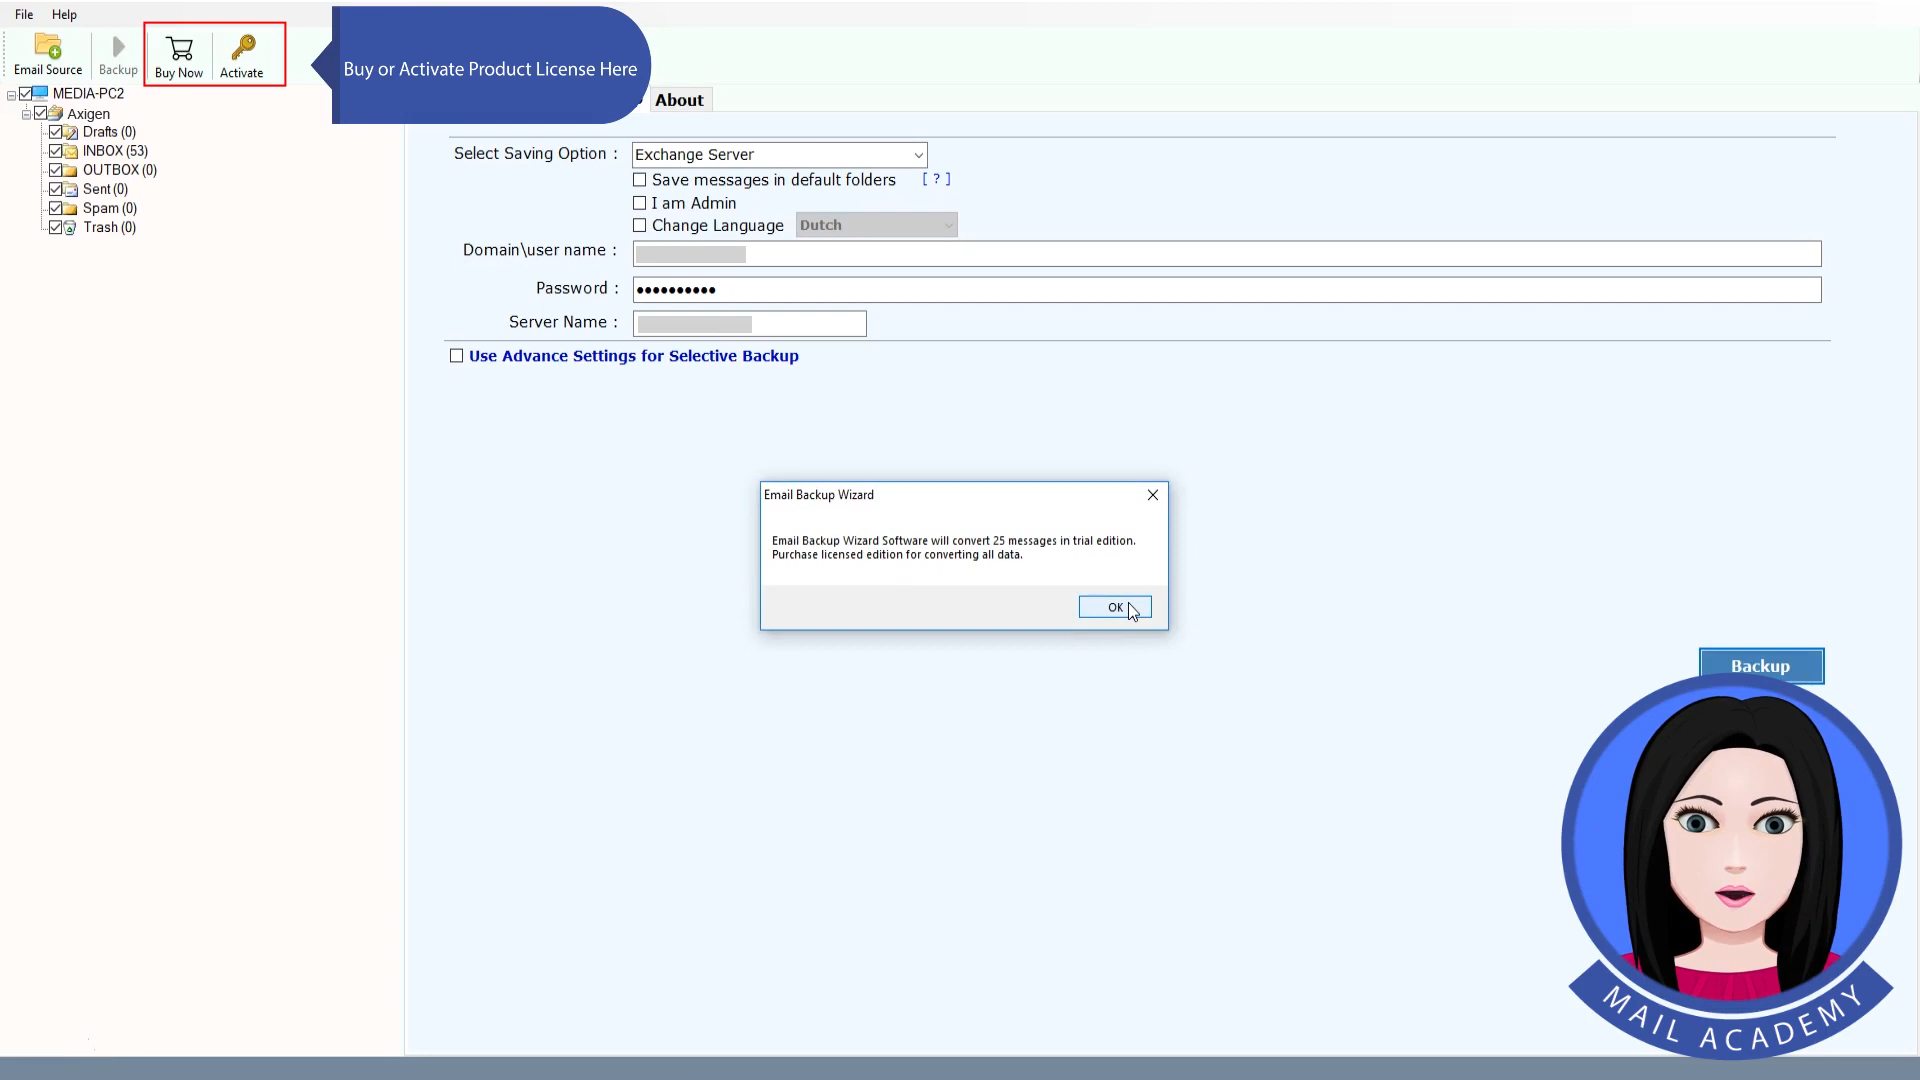 File Help
Email Source Backup Buy Now Activate
Buy or Activate Product License Here
MEDIA-PC2
Axigen
Drafts (0)
INBOX (53)
OUTBOX (0)
Sent (0)
Spam (0)
Trash (0)
About
Select Saving Option : Exchange Server
Save messages in default folders [ ? ]
I am Admin
Change Language Dutch
Domain\user name :
Password : ●●●●●●●●●●
Server Name :
Use Advance Settings for Selective Backup
Email Backup Wizard
Email Backup Wizard Software will convert 25 messages in trial edition.
Purchase licensed edition for converting all data.
OK
Backup
MAIL ACADEMY